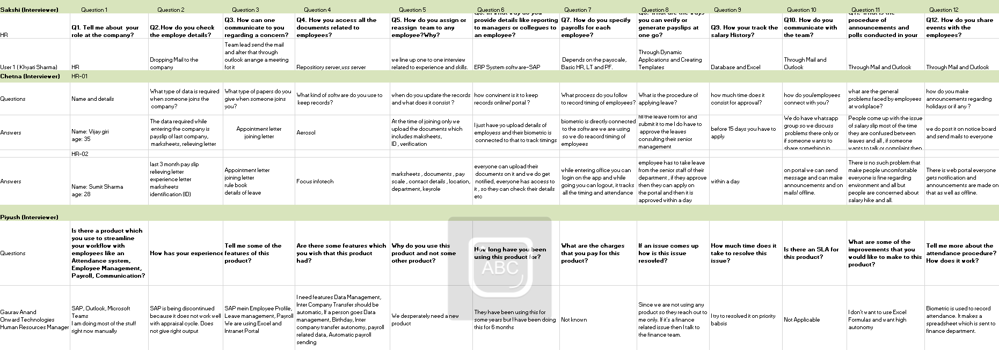 Sakshi (Interviewer) Question 1 Question 2 Question 3 Question 4 Question 5 Question 6 Question 7 Question 8 Question 9 Question 10 Question 11 Question 12
HR
Q1. Tell me about your
role at the company?
Q2.How do you check
the employe details?
Q3. How can one
communicate to you
regarding a concern?
Q4. How you access all the
documents related to
employees?
Q5. How do you assign or
reassign team to any
employee?Why?
provide details like reporting
to managers or collegues to
an employee?
Q7. How do you specify
payrolls for each
employee?
you can verify or
generate payslips at
one go?
Q9. How your track the
salary History?
Q10. How do you
communicate with
the team?
procedure of
announcements and
polls conducted in your
Q12. How do you share
events with the
employees?
User 1 ( Khyati Sharma)
HR
Dropping Mail to the
company
Team lead send the mail
and after that through
outlook arrange a meeting
fot it
Repositiory server,vss server
we line up one to one interview
related to experience and skills.
ERP System software-SAP
Depends on the payscale,
Basic HR, LT and PF.
Through Dynamic
Applications and Creating
Templates
Database and Excel
Through Mail and
Outlook
Through Mail and Outlook
Through Mail and Outlook
Chetna (Interviewer) HR-01
Questions
Name and details
What type of data is required
when someone joins the
company?
What type of papers do you
give when someone joins
you?
What kind of software do you use to
keep records?
when do you update the records
and what does it consist ?
how convinent is it to keep
records online/ portal ?
What process do you follow
to record timing of employees?
What is the procedure of
applying leave?
how much time does it
consist for approval?
how do you/employees
connect with you?
what are the general
problems faced by employees
at workplace?
how do you make
announcements regarding
holidays or if any ?
Answers
Name: Vijay giri
age: 35
The data required while
entering the company is
payslip of last company,
marksheets, relieving letter
Appointment letter
joining letter
Aerosol
At the time of joining only we
upload the documents which
includes maksheets,
ID , verification
I just have yo upload details of
employess and their biometric is
connected to that to track timings
biometric is directly connected
to the software we are using
so we do reacord timing of
employees
fill the leave form for and
submit it to me I do have to
approve the leaves
consulting their senior
management
before 15 days you have to
apply
We do have whatsapp
group so we discuss
problems there only or
if someone wants to
share something in
People come up with the issue
of salary slip most of the time
they are confused between
leaves and all , if someone
wants to talk or complaint then
we do post it on notice board
and send mails to everyone
HR-02
Answers
Name: Sumit Sharma
age: 28
last 3 month pay slip
relieving letter
experience letter
marksheets
identification (ID)
Appointment letter
joining letter
rule book
details of leave
Focus infotech
marksheets , documents , pay
scale , contact details , location,
department, keyrole
everyone can upload their
documents on it and we do get
notified, everyone has access to
it , so they can check their details
etc
while entering office you can
login on the app and while
going you can logout, it tracks
all the timing and attendance
employee has to take leave
from the senior staff of their
department , if they approve
then they can apply on
the portal and then it is
approved within a day
within a day
on portal we can send
message and can make
announcements and on
mails/ offline.
There is no such problem that
make people uncomfortable
everyone is fine regarding
environment and all but
people are concerned about
salary hike and all.
There is web portal everyone
gets notification and
announcements are made on
that as well as offline.
Piyush (Interviewer)
Questions
Is there a product which
you use to streamline
your workflow with
employees like an
Attendance system,
Employee Management,
Payroll, Communication?
How has your experience
Tell me some of the
features of this
product?
Are there some features which
you wish that this product
had?
Why do you use this
product and not some
other product?
How long have you been
using this product for?
What are the charges
that you pay for this
product?
If an issue comes up
how is this issue
resovled?
How much time does it
take to resolve this
issue?
Is there an SLA for
this product?
What are some of the
improvements that you
would like to make to this
product?
Tell me more about the
attendance procedure?
How does it work?
ABC
Gaurav Anand
Onward Technologies
Human Resources Manager
SAP, Outlook, Microsoft
Teams
I am doing most of the stuff
right now manually
SAP is being discontinued
because it does not work well
with appraisal cycle. Does
not give right output
SAP mein Employee Profile,
Leave management, Payroll
We are using Excel and
Intranet Portal
I need features Data Management,
Inter Company Transfer should be
automatic, If a person goes Data
management, Birthday, Inter
company transfer autonomy, payroll
related data, Automatic payroll
sending
We desprately need a new
product
They have been using this for
some years but I have been doing
this for 6 months
Not known
Since we are not using any
product so they reach out to
me only. If it's a finance
related issue then I talk to
the finance team.
I try to resolved it on priority
babsis
Not Applicable
I don't want to use Excel
Formulas and want high
autonomy
Biometric is used to record
attendance. It makes a
spreadsheet which is sent to
finance department.